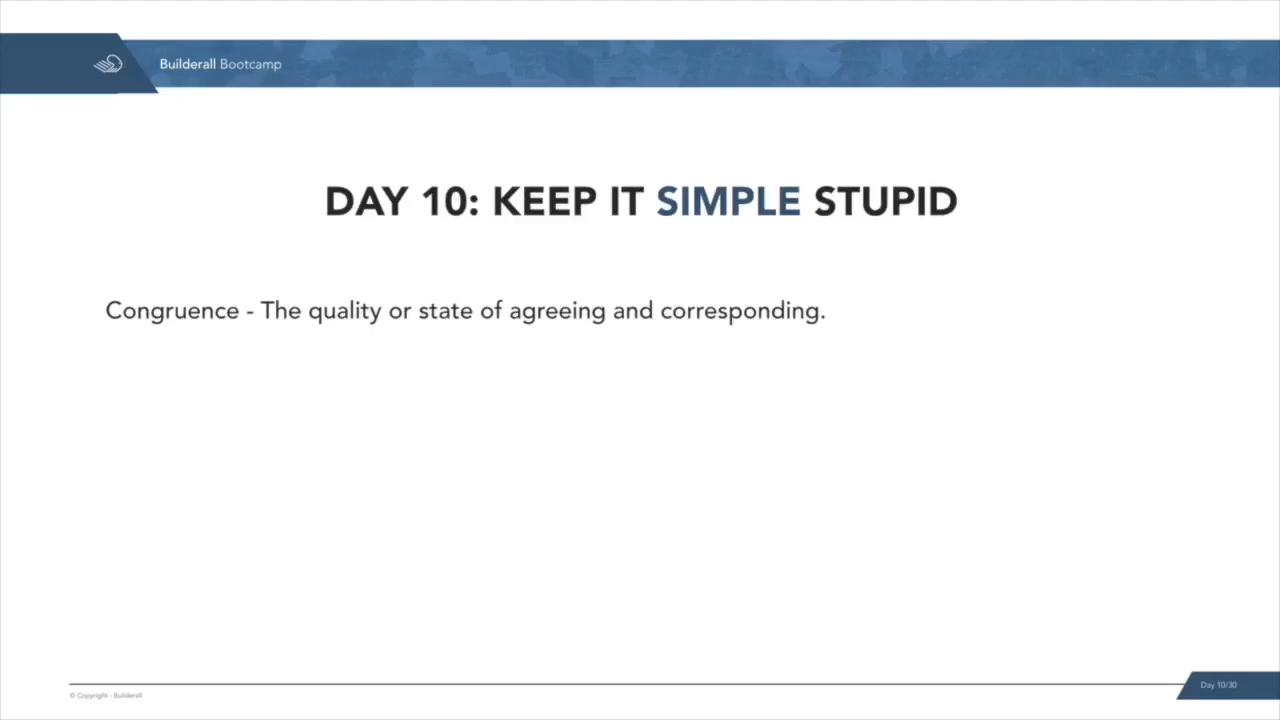 Builderall Bootcamp
DAY 10: KEEP IT SIMPLE STUPID
Congruence - The quality or state of agreeing and corresponding.
© Copyright - Builderall
Day 10/30